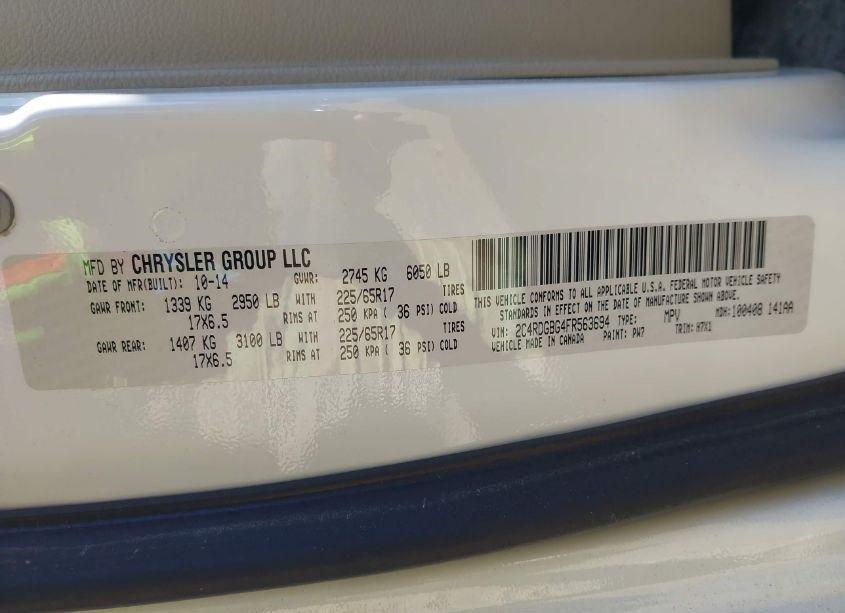 MFD BY CHRYSLER GROUP LLC
DATE OF MFR(BUILT): 10-14 GVWR: 2745 KG 6050 LB
GAWR FRONT: 1339 KG 2950 LB WITH 225/65R17 TIRES
17X6.5 RIMS AT 250 KPA ( 36 PSI) COLD
GAWR REAR: 1407 KG 3100 LB WITH 225/65R17 TIRES
17X6.5 RIMS AT 250 KPA ( 36 PSI) COLD
THIS VEHICLE CONFORMS TO ALL APPLICABLE U.S.A. FEDERAL MOTOR VEHICLE SAFETY
STANDARDS IN EFFECT ON THE DATE OF MANUFACTURE SHOWN ABOVE.
VIN: 2C4RDGBG4FR563694 TYPE: MPV MDH: 100408 141AA
VEHICLE MADE IN CANADA PAINT: PW7 TRIM: H7X1